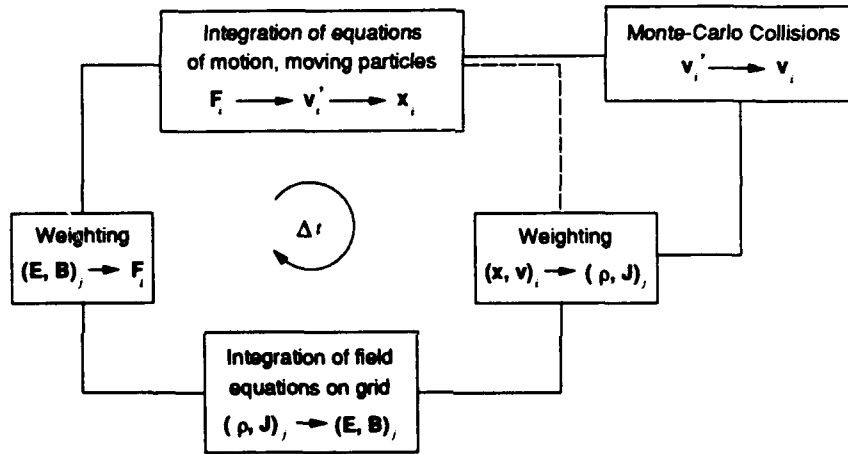 Integration of equations
of motion, moving particles
F_i ⟶ v_i' ⟶ x_i
Monte-Carlo Collisions
v_i' ⟶ v_i
Δt
Weighting
(E, B)_j → F_i
Weighting
(x, v)_i → (ρ, J)_j
Integration of field
equations on grid
(ρ, J)_j → (E, B)_j